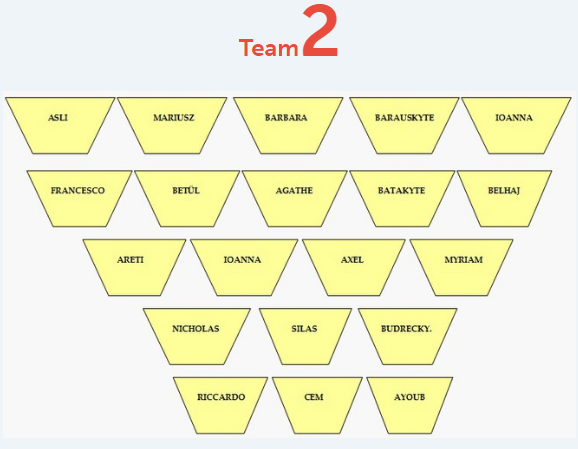 Team 2
ASLI MARIUSZ BARBARA BARAUSKYTE IOANNA
FRANCESCO BETÜL AGATHE BATAKYTE BELHAJ
ARETI IOANNA AXEL MYRIAM
NICHOLAS SILAS BUDRECKY.
RICCARDO CEM AYOUB